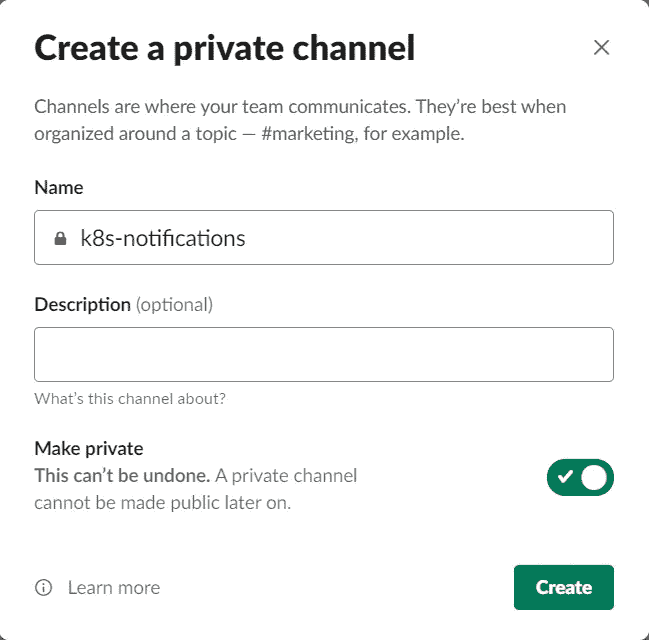 Create a private channel
Channels are where your team communicates. They’re best when
organized around a topic — #marketing, for example.
Name
k8s-notifications
Description (optional)
What’s this channel about?
Make private
This can’t be undone. A private channel
cannot be made public later on.
Learn more
Create